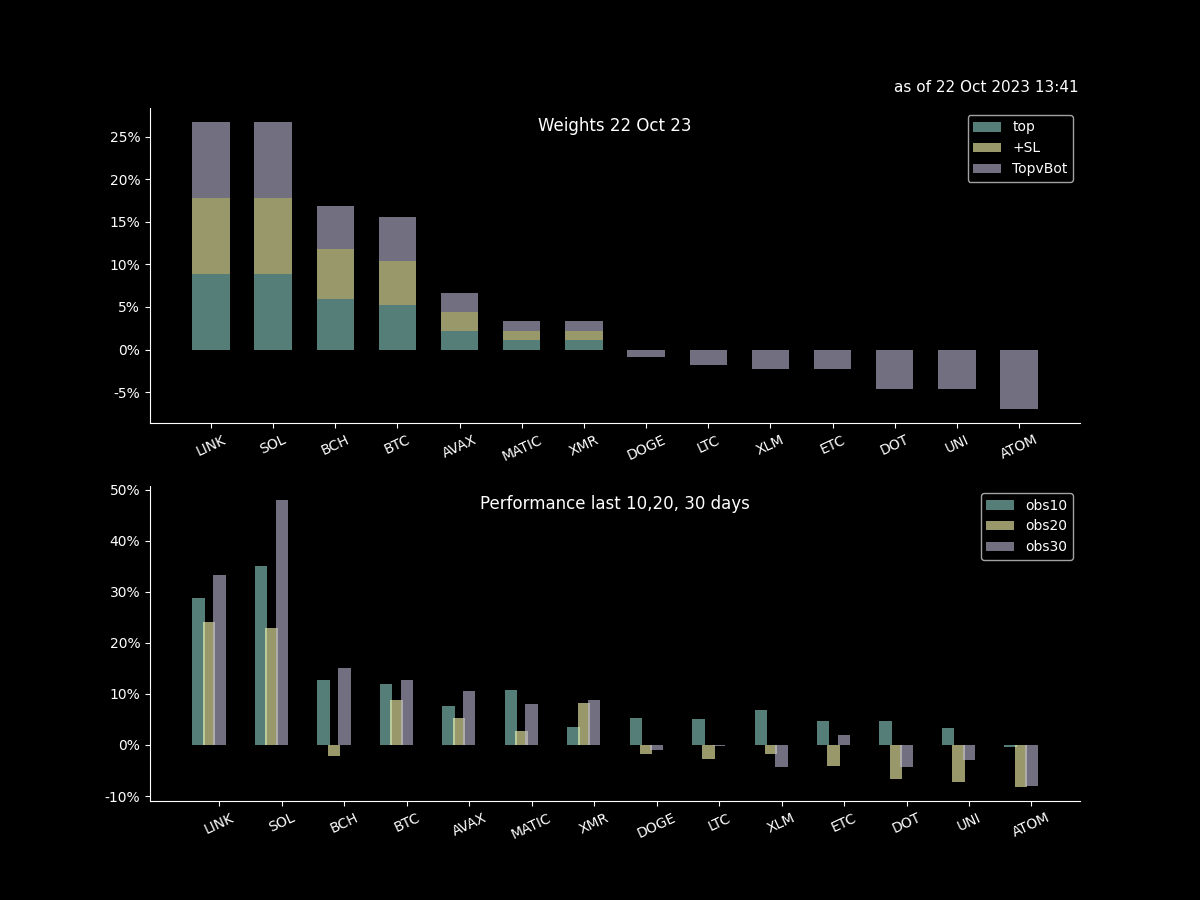 as of 22 Oct 2023 13:41
Weights 22 Oct 23
top
+SL
TopvBot
25%
20%
15%
10%
5%
0%
-5%
LINK SOL BCH BTC AVAX MATIC XMR DOGE LTC XLM ETC DOT UNI ATOM
Performance last 10,20, 30 days
obs10
obs20
obs30
50%
40%
30%
20%
10%
0%
-10%
LINK SOL BCH BTC AVAX MATIC XMR DOGE LTC XLM ETC DOT UNI ATOM